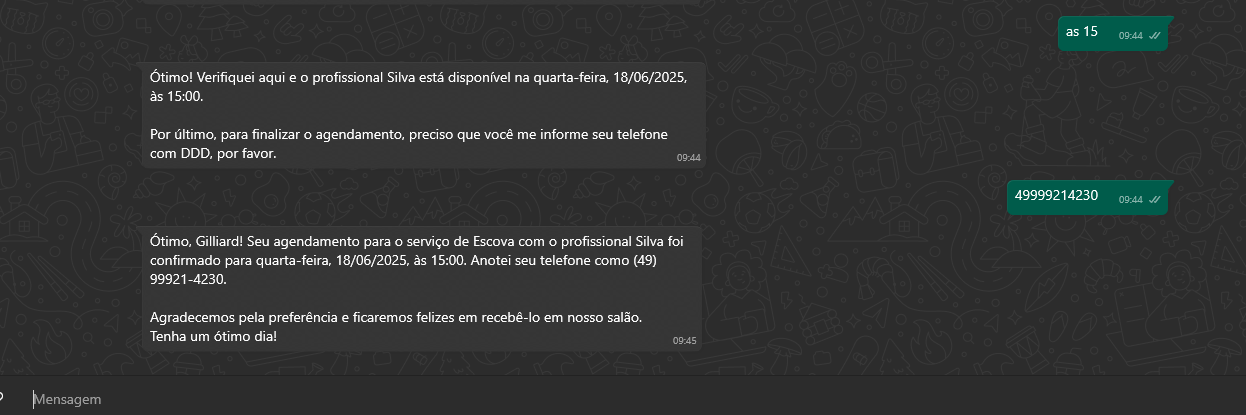 as 15
09:44
Ótimo! Verifiquei aqui e o profissional Silva está disponível na quarta-feira, 18/06/2025,
às 15:00.
Por último, para finalizar o agendamento, preciso que você me informe seu telefone
com DDD, por favor.
09:44
49999214230
09:44
Ótimo, Gilliard! Seu agendamento para o serviço de Escova com o profissional Silva foi
confirmado para quarta-feira, 18/06/2025, às 15:00. Anotei seu telefone como (49)
99921-4230.
Agradecemos pela preferência e ficaremos felizes em recebê-lo em nosso salão.
Tenha um ótimo dia!
09:45
Mensagem